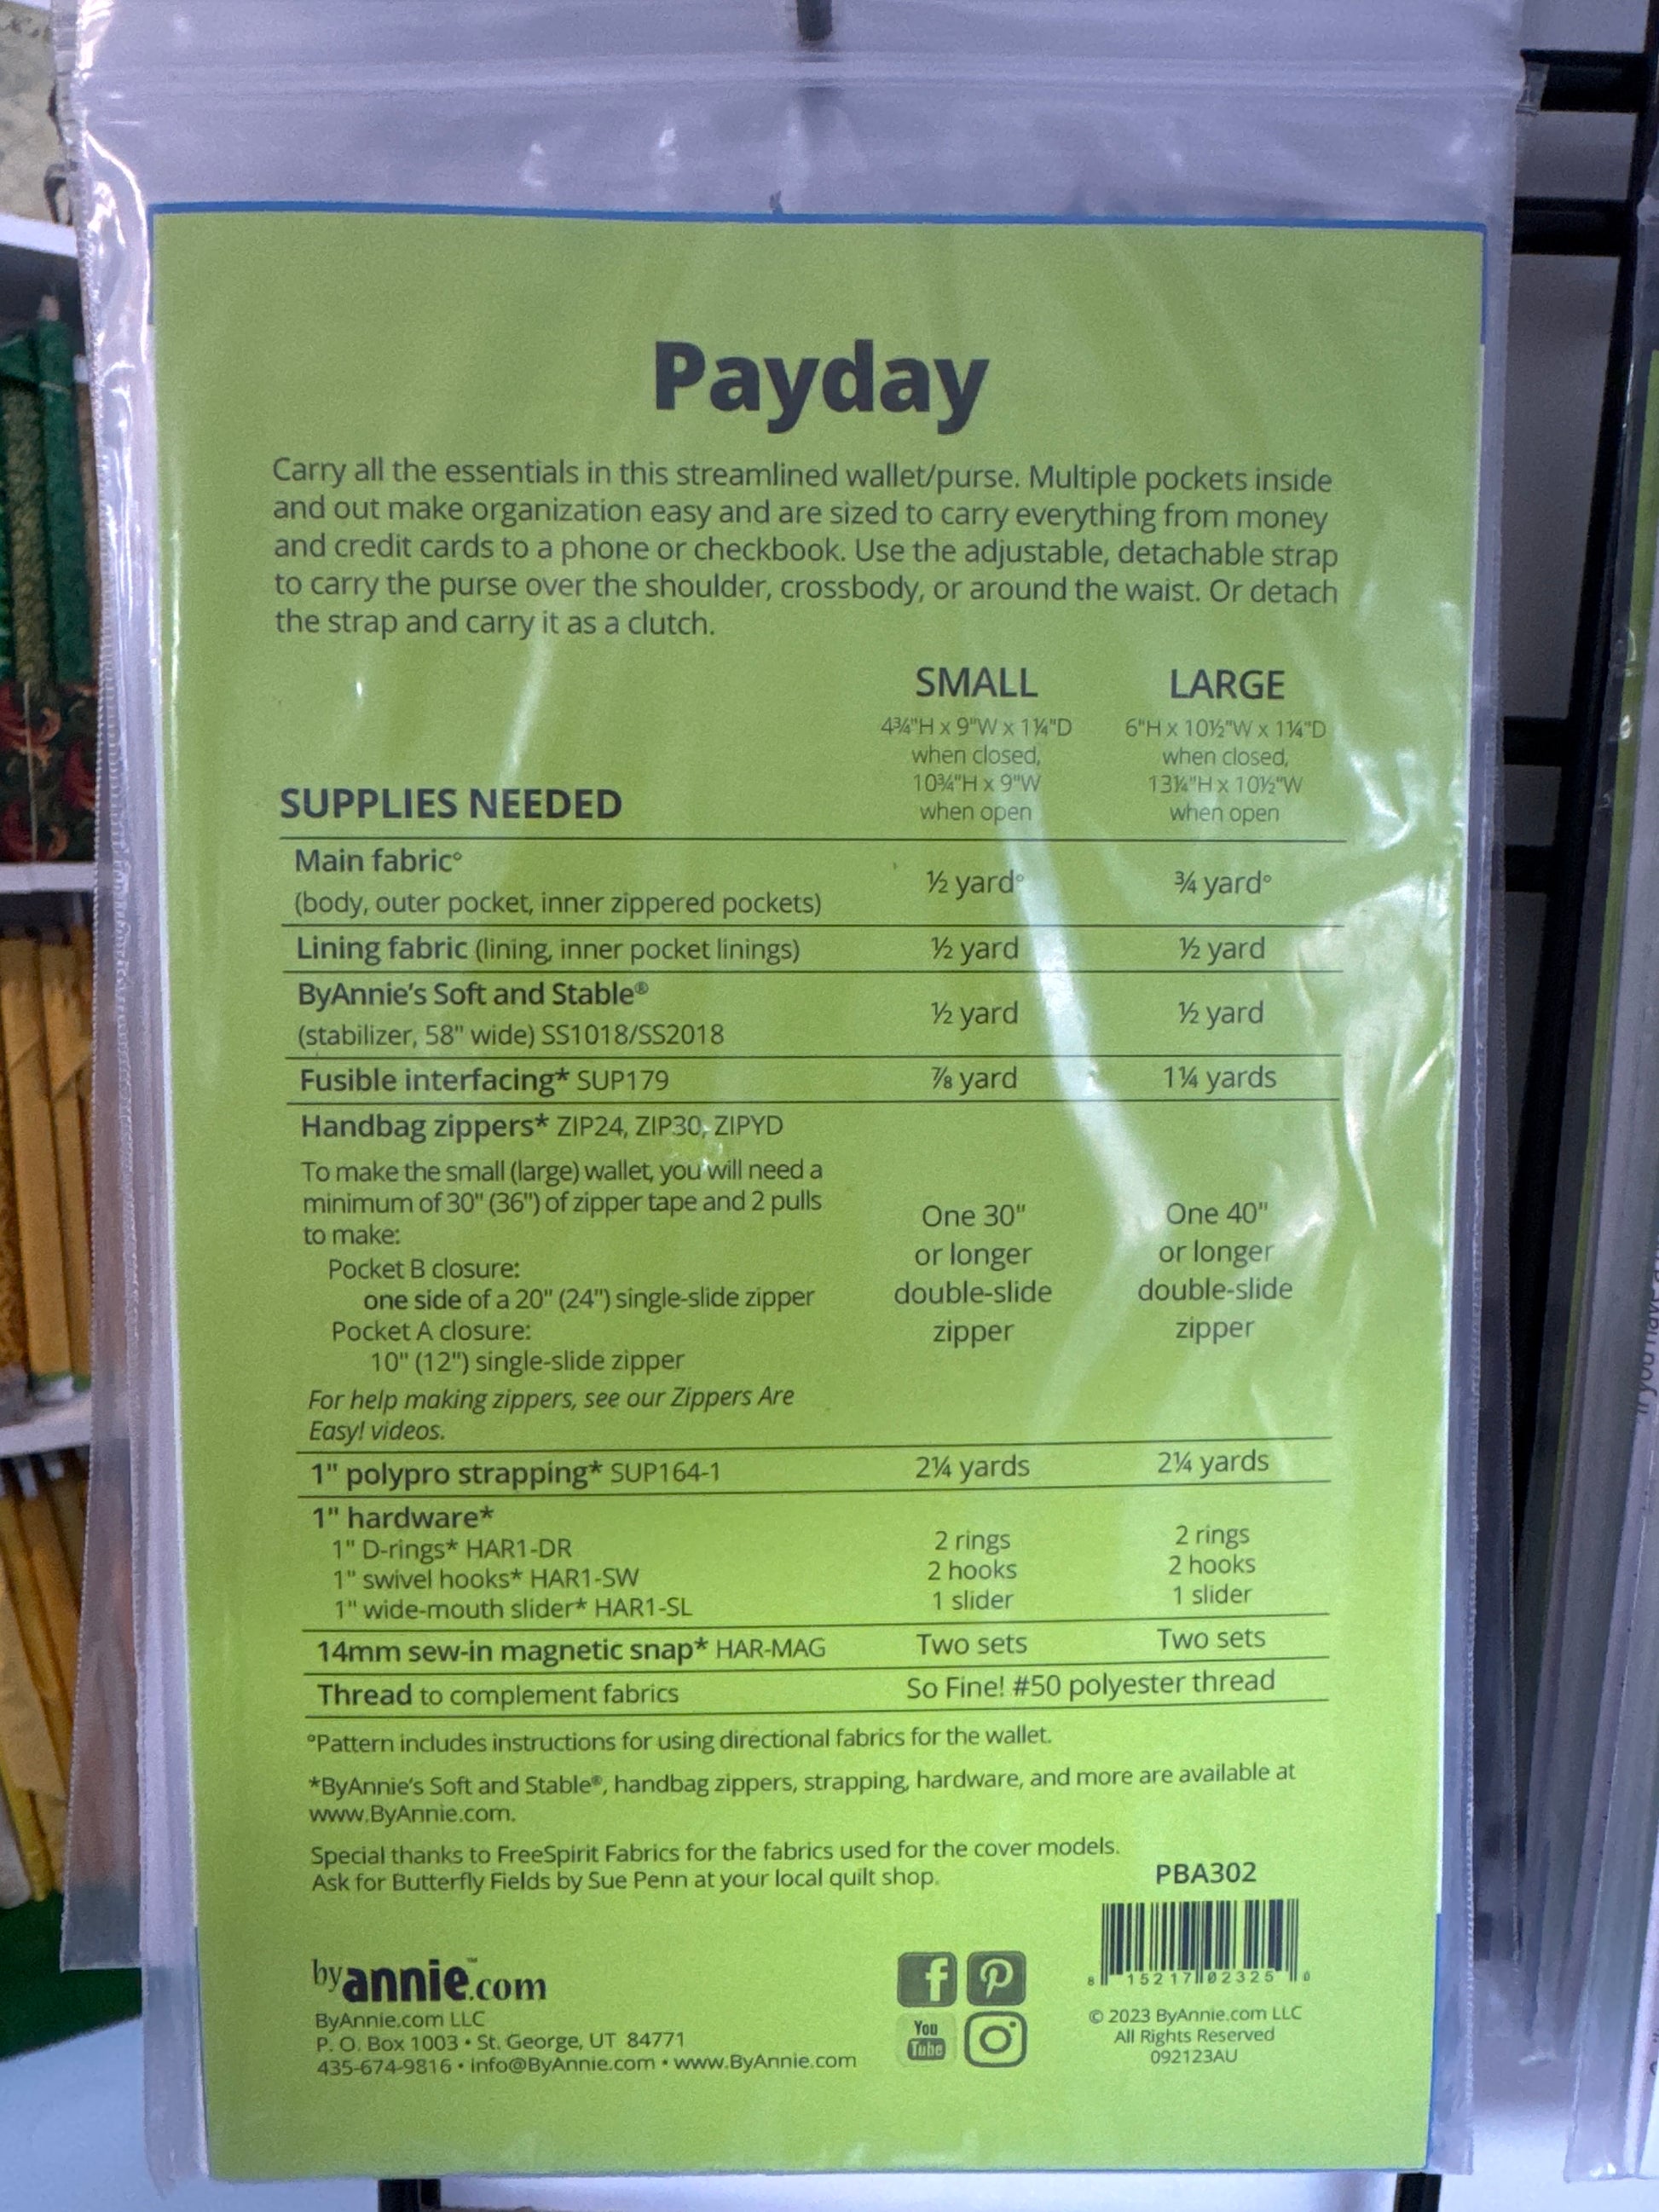 Payday
Carry all the essentials in this streamlined wallet/purse. Multiple pockets inside
and out make organization easy and are sized to carry everything from money
and credit cards to a phone or checkbook. Use the adjustable, detachable strap
to carry the purse over the shoulder, crossbody, or around the waist. Or detach
the strap and carry it as a clutch.
SMALL LARGE
4¾"H x 9"W x 1¼"D 6"H x 10½"W x 1¼"D
when closed, when closed,
10¾"H x 9"W 13¼"H x 10½"W
SUPPLIES NEEDED when open when open
Main fabric°
(body, outer pocket, inner zippered pockets) ½ yard° ¾ yard°
Lining fabric (lining, inner pocket linings) ½ yard ½ yard
ByAnnie's Soft and Stable®
(stabilizer, 58" wide) SS1018/SS2018 ½ yard ½ yard
Fusible interfacing* SUP179 ⅞ yard 1¼ yards
Handbag zippers* ZIP24, ZIP30, ZIPYD
To make the small (large) wallet, you will need a
minimum of 30" (36") of zipper tape and 2 pulls
to make:
Pocket B closure:
one side of a 20" (24") single-slide zipper
Pocket A closure:
10" (12") single-slide zipper
For help making zippers, see our Zippers Are
Easy! videos.
One 30" One 40"
or longer or longer
double-slide double-slide
zipper zipper
1" polypro strapping* SUP164-1 2¼ yards 2¼ yards
1" hardware*
1" D-rings* HAR1-DR 2 rings 2 rings
1" swivel hooks* HAR1-SW 2 hooks 2 hooks
1" wide-mouth slider* HAR1-SL 1 slider 1 slider
14mm sew-in magnetic snap* HAR-MAG Two sets Two sets
Thread to complement fabrics So Fine! #50 polyester thread
°Pattern includes instructions for using directional fabrics for the wallet.
*ByAnnie's Soft and Stable®, handbag zippers, strapping, hardware, and more are available at
www.ByAnnie.com.
Special thanks to FreeSpirit Fabrics for the fabrics used for the cover models.
Ask for Butterfly Fields by Sue Penn at your local quilt shop.
PBA302
8 15217 02325 0
byannie.com™
ByAnnie.com LLC
P. O. Box 1003 • St. George, UT 84771
435-674-9816 • info@ByAnnie.com • www.ByAnnie.com
You
Tube
© 2023 ByAnnie.com LLC
All Rights Reserved
092123AU